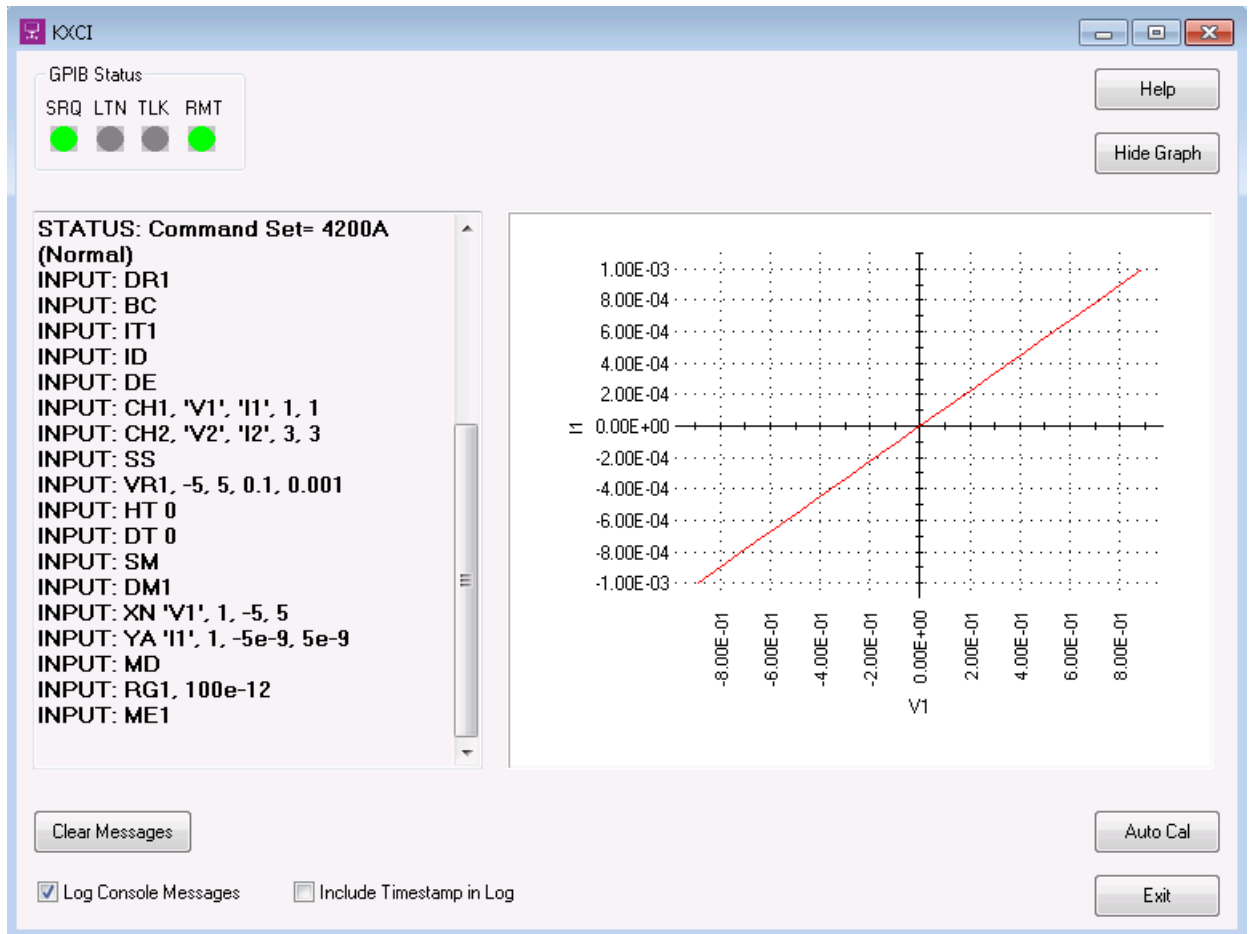 KXCI
GPIB Status
SRQ LTN TLK RMT
Help
Hide Graph
STATUS: Command Set= 4200A
(Normal)
INPUT: DR1
INPUT: BC
INPUT: IT1
INPUT: ID
INPUT: DE
INPUT: CH1, 'V1', 'I1', 1, 1
INPUT: CH2, 'V2', 'I2', 3, 3
INPUT: SS
INPUT: VR1, -5, 5, 0.1, 0.001
INPUT: HT 0
INPUT: DT 0
INPUT: SM
INPUT: DM1
INPUT: XN 'V1', 1, -5, 5
INPUT: YA 'I1', 1, -5e-9, 5e-9
INPUT: MD
INPUT: RG1, 100e-12
INPUT: ME1
1.00E-03
8.00E-04
6.00E-04
4.00E-04
2.00E-04
0.00E+00
-2.00E-04
-4.00E-04
-6.00E-04
-8.00E-04
-1.00E-03
I1
-8.00E-01
-6.00E-01
-4.00E-01
-2.00E-01
0.00E+00
2.00E-01
4.00E-01
6.00E-01
8.00E-01
V1
Clear Messages
Auto Cal
Log Console Messages
Include Timestamp in Log
Exit